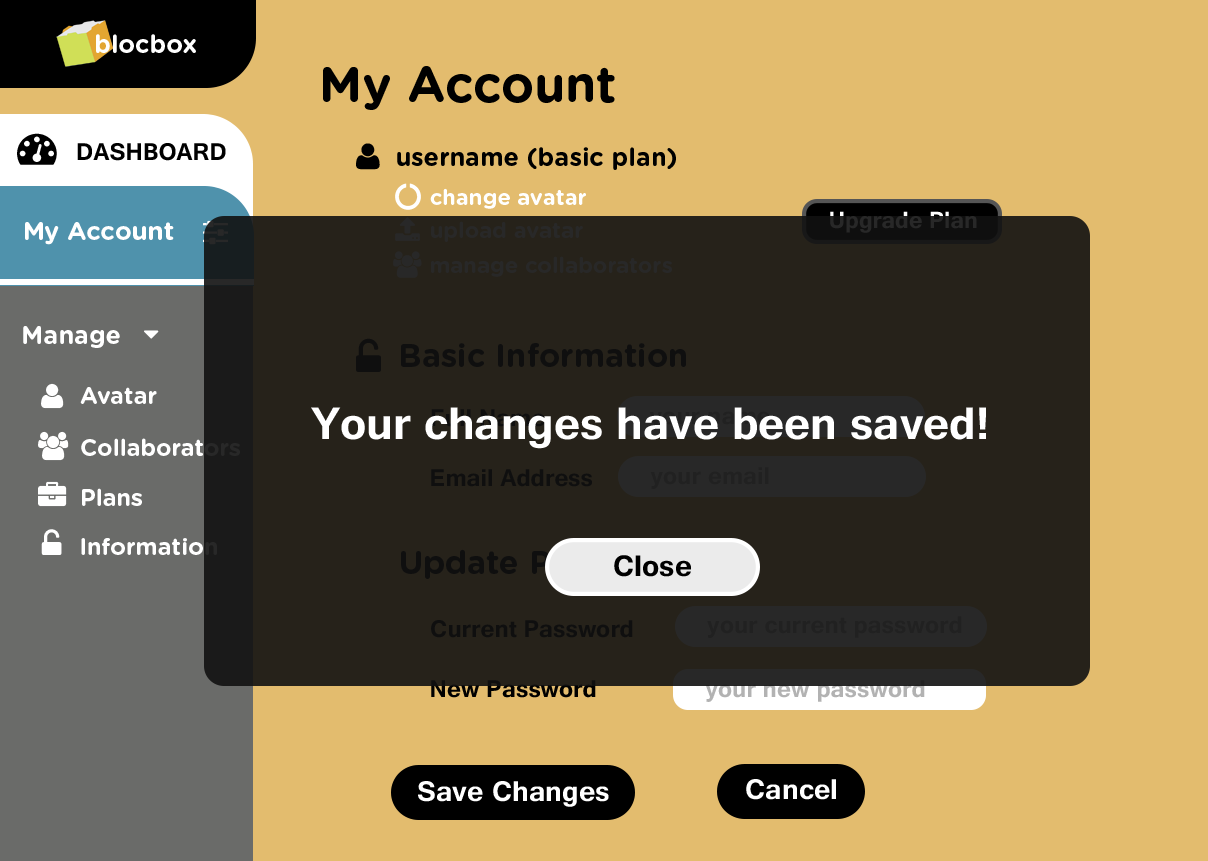 blocbox
My Account
DASHBOARD
username (basic plan)
change avatar
Upgrade Plan
My Account
upload avatar
manage collaborators
Manage
Basic Information
Avatar
Your changes have been saved!
Collaborators
Email Address
your email
Plans
Information
Update
Close
Current Password
your current password
New Password
your new password
Save Changes
Cancel